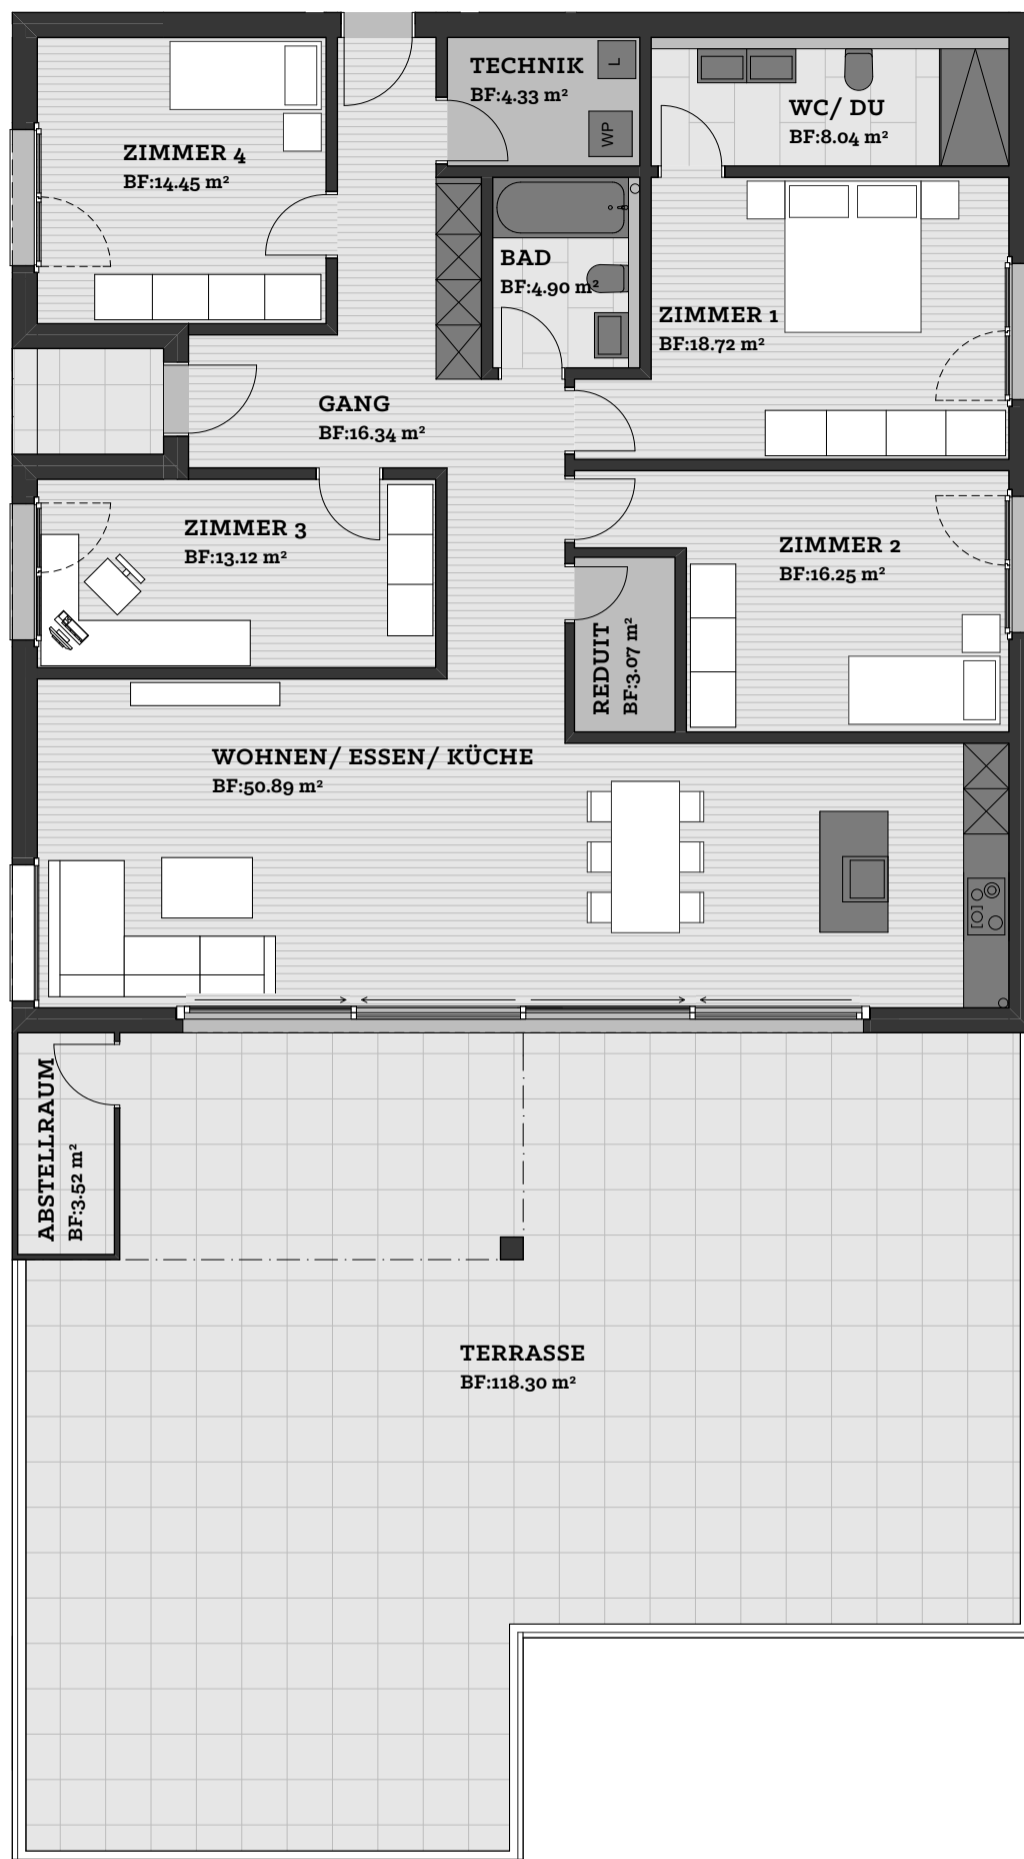 TECHNIK
BF:4.33 m²
L
WP
WC/ DU
BF:8.04 m²
ZIMMER 4
BF:14.45 m²
BAD
BF:4.90 m²
ZIMMER 1
BF:18.72 m²
GANG
BF:16.34 m²
ZIMMER 3
BF:13.12 m²
ZIMMER 2
BF:16.25 m²
REDUIT
BF:3.07 m²
WOHNEN/ ESSEN/ KÜCHE
BF:50.89 m²
ABSTELLRAUM
BF:3.52 m²
TERRASSE
BF:118.30 m²